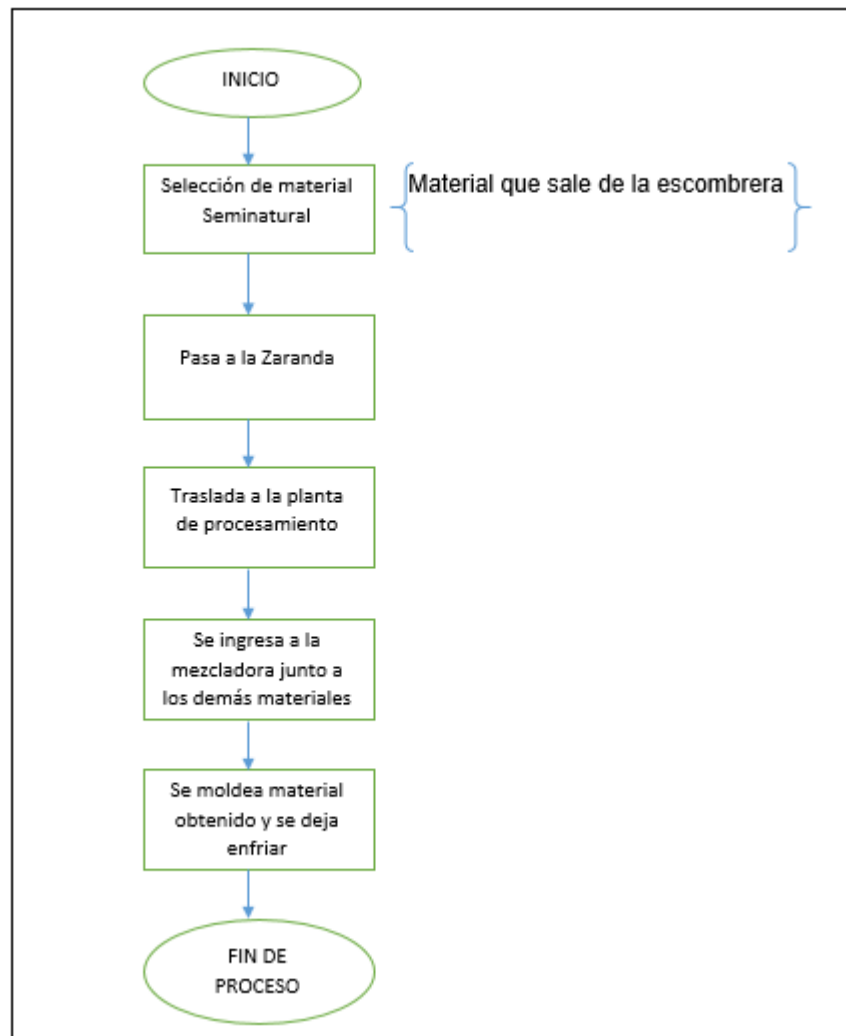 INICIO
Selección de material
Seminatural
Material que sale de la escombrera
Pasa a la Zaranda
Traslada a la planta
de procesamiento
Se ingresa a la
mezcladora junto a
los demás materiales
Se moldea material
obtenido y se deja
enfriar
FIN DE
PROCESO